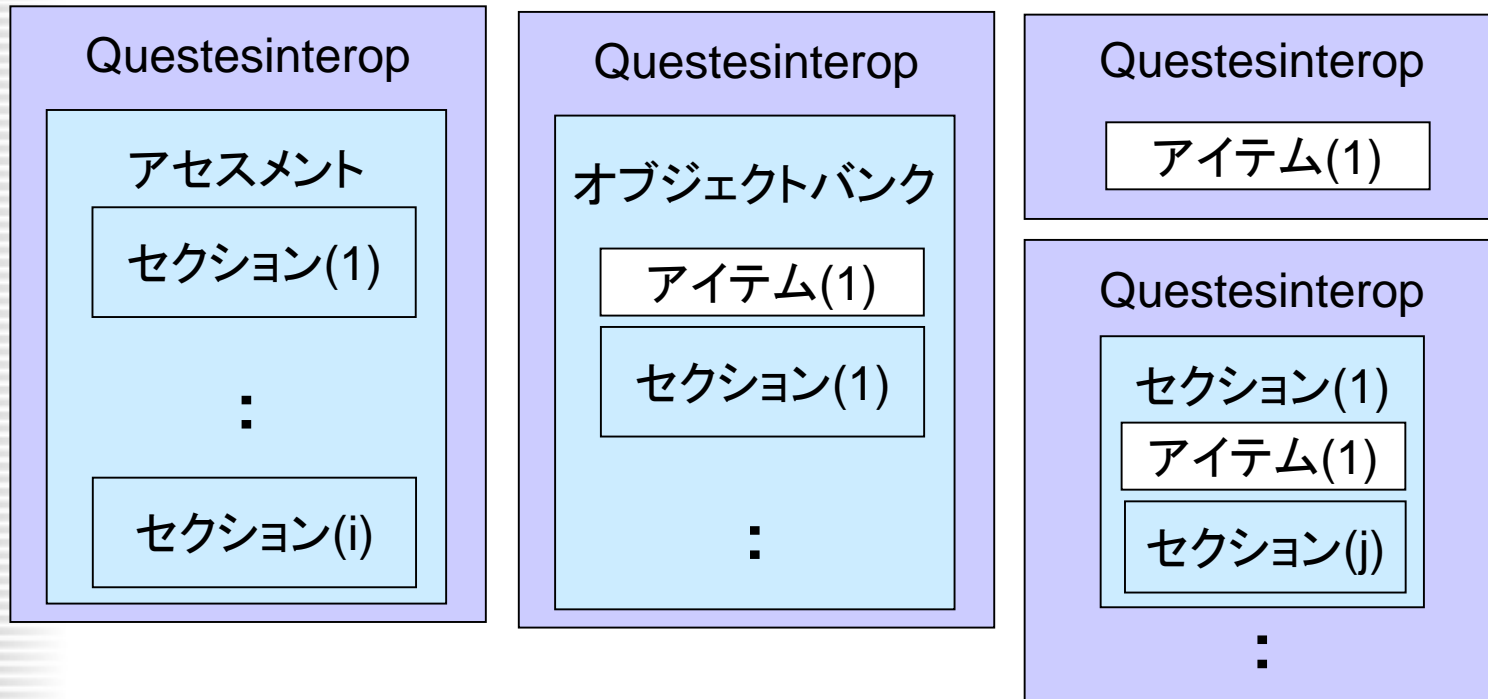 Questesinterop
アセスメント
セクション(1)
:
セクション(i)
Questesinterop
オブジェクトバンク
アイテム(1)
セクション(1)
:
Questesinterop
アイテム(1)
Questesinterop
セクション(1)
アイテム(1)
セクション(j)
: